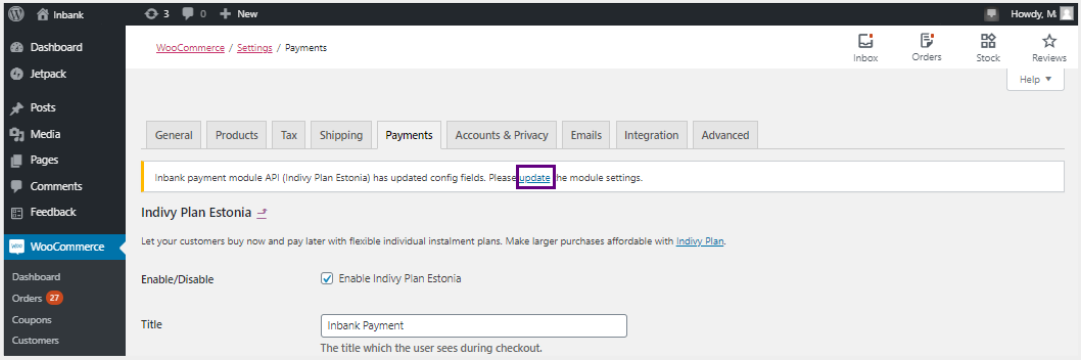 Inbank 3 0 New Howdy, M
Dashboard
Jetpack
Posts
Media
Pages
Comments
Feedback
WooCommerce
Dashboard
Orders 27
Coupons
Customers
WooCommerce / Settings / Payments
Inbox Orders Stock Reviews
Help
General Products Tax Shipping Payments Accounts & Privacy Emails Integration Advanced
Inbank payment module API (Indivy Plan Estonia) has updated config fields. Please update he module settings.
Indivy Plan Estonia
Let your customers buy now and pay later with flexible individual instalment plans. Make larger purchases affordable with Indivy Plan.
Enable/Disable Enable Indivy Plan Estonia
Title Inbank Payment
The title which the user sees during checkout.